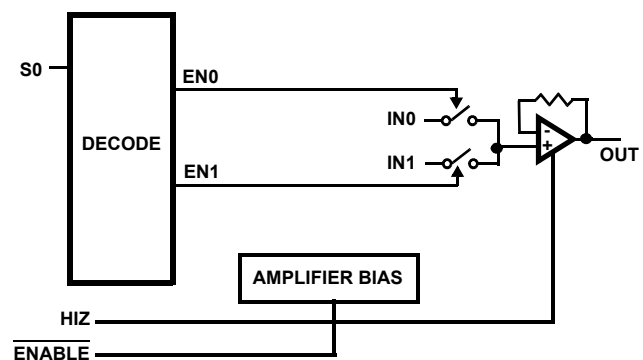 S0
EN0
DECODE
IN0
-
+
OUT
IN1
EN1
AMPLIFIER BIAS
HIZ
ENABLE